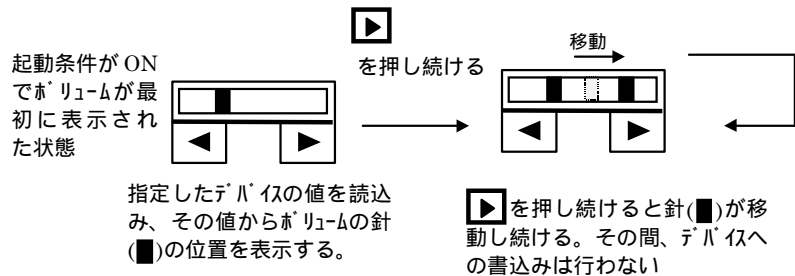 起動条件が ON
でﾎﾞﾘｭｰﾑが最
初に表示され
た状態
▶
を押し続ける
移動
◀ ▶
◀ ▶
指定したﾃﾞﾊﾞｲｽの値を読込
み、その値からﾎﾞﾘｭｰﾑの針
(■)の位置を表示する。
▶を押し続けると針(■)が移
動し続ける。その間、ﾃﾞﾊﾞｲｽへ
の書込みは行わない